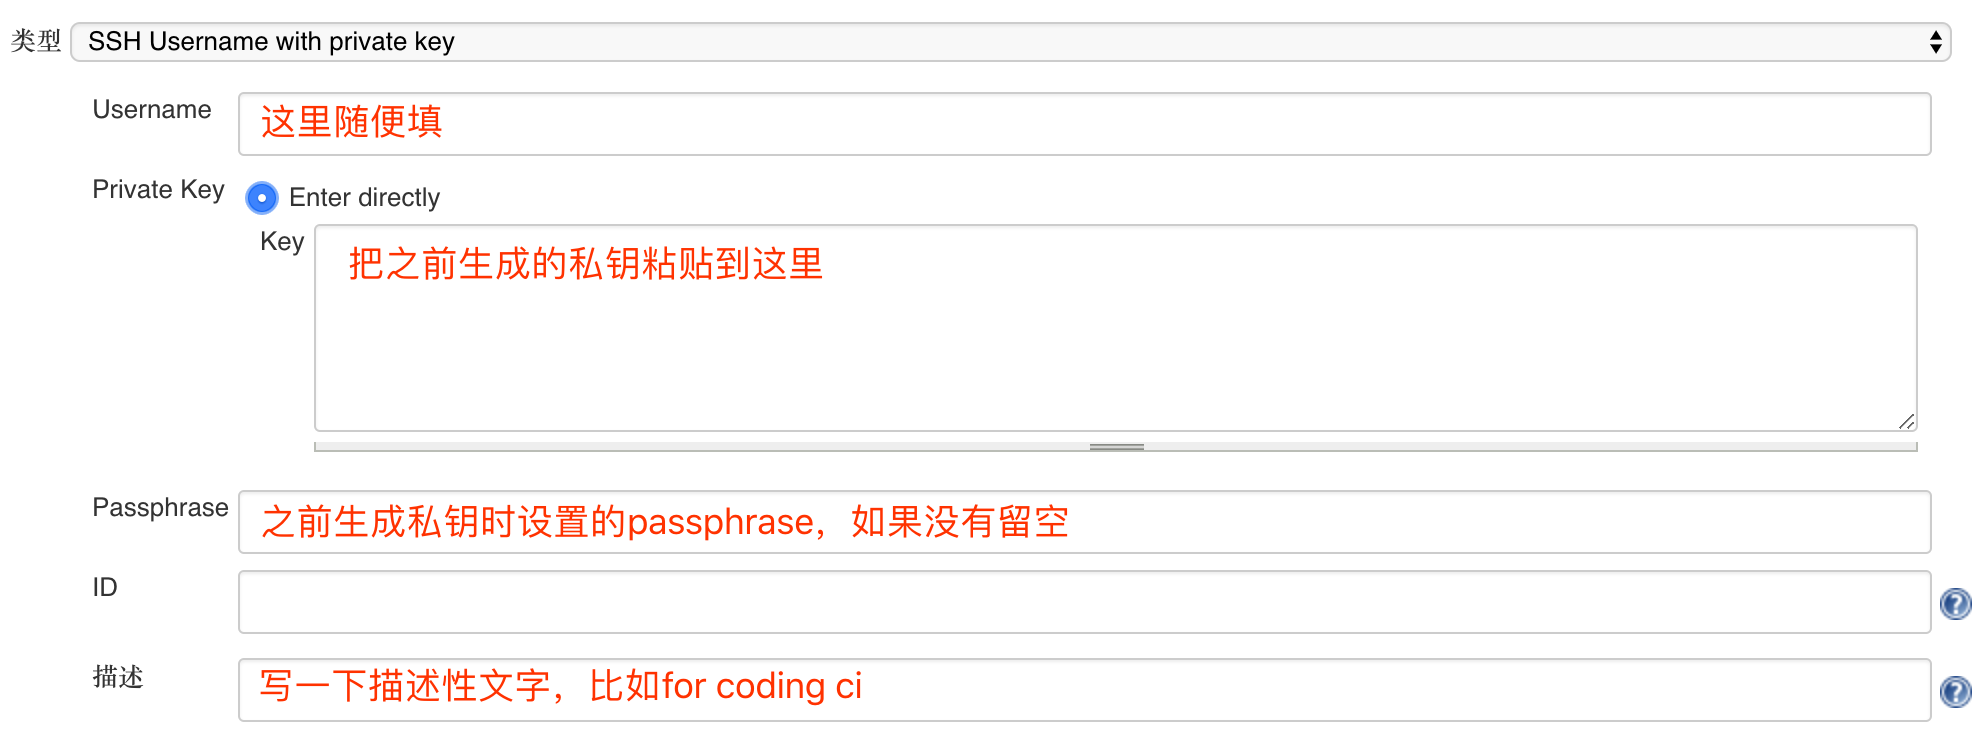 类型 SSH Username with private key
Username 这里随便填
Private Key Enter directly
Key 把之前生成的私钥粘贴到这里
Passphrase 之前生成私钥时设置的passphrase，如果没有留空
ID
描述 写一下描述性文字，比如for coding ci